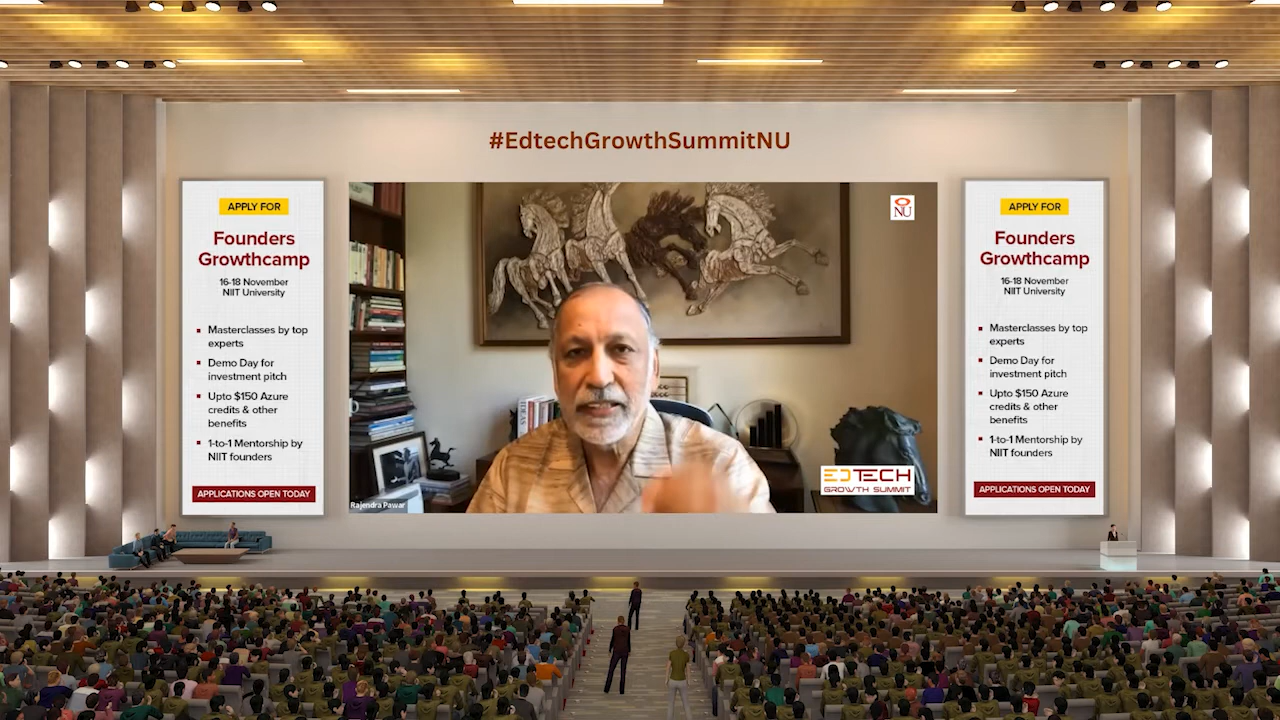 #EdtechGrowthSummitNU
APPLY FOR
Founders
Growthcamp
16-18 November
NIIT University
Masterclasses by top
experts
Demo Day for
investment pitch
Upto $150 Azure
credits & other
benefits
1-to-1 Mentorship by
NIIT founders
APPLICATIONS OPEN TODAY
NU
IDEAS
EDTECH
GROWTH SUMMIT
Rajendra Pawar
APPLY FOR
Founders
Growthcamp
16-18 November
NIIT University
Masterclasses by top
experts
Demo Day for
investment pitch
Upto $150 Azure
credits & other
benefits
1-to-1 Mentorship by
NIIT founders
APPLICATIONS OPEN TODAY